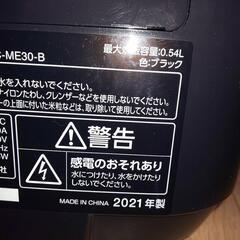 -ME30-B
最大炊飯容量:0.54L
色:ブラック
水を入れないでください。
ナイロンたわし、クレンザーなどを使用しないでください。
ーの上面に付いた米粒などは、取り除いて使用してください。
警告
感電のおそれあり
水につけたり、水をかけたり
しないでください。
MADE IN CHINA 2021年製